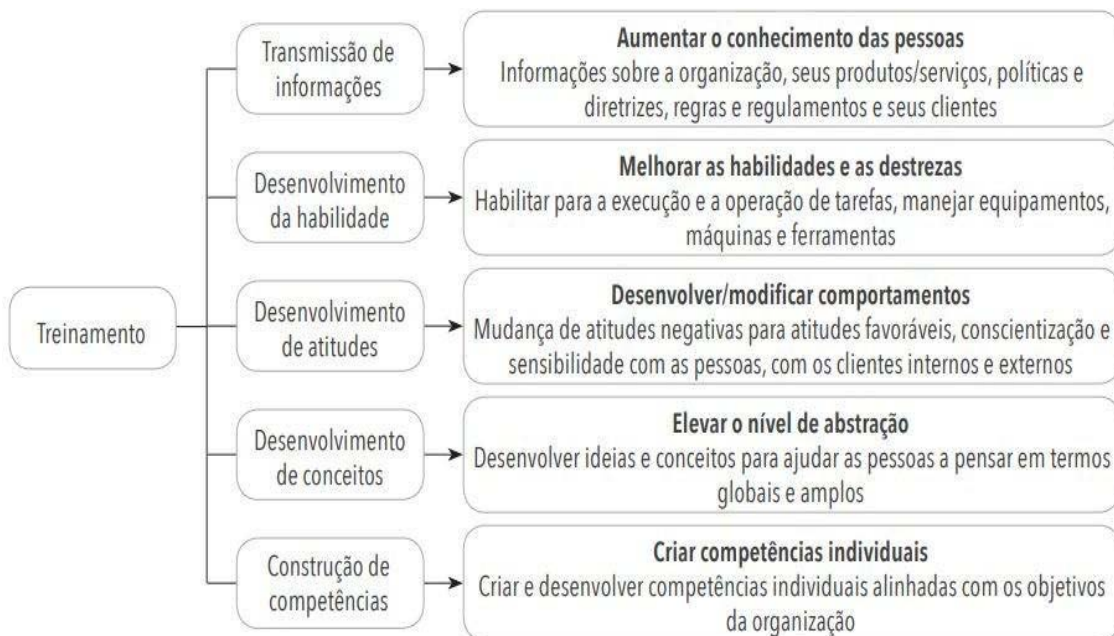 Treinamento
Transmissão de
informações
Aumentar o conhecimento das pessoas
Informações sobre a organização, seus produtos/serviços, políticas e
diretrizes, regras e regulamentos e seus clientes
Desenvolvimento
da habilidade
Melhorar as habilidades e as destrezas
Habilitar para a execução e a operação de tarefas, manejar equipamentos,
máquinas e ferramentas
Desenvolvimento
de atitudes
Desenvolver/modificar comportamentos
Mudança de atitudes negativas para atitudes favoráveis, conscientização e
sensibilidade com as pessoas, com os clientes internos e externos
Desenvolvimento
de conceitos
Elevar o nível de abstração
Desenvolver ideias e conceitos para ajudar as pessoas a pensar em termos
globais e amplos
Construção de
competências
Criar competências individuais
Criar e desenvolver competências individuais alinhadas com os objetivos
da organização